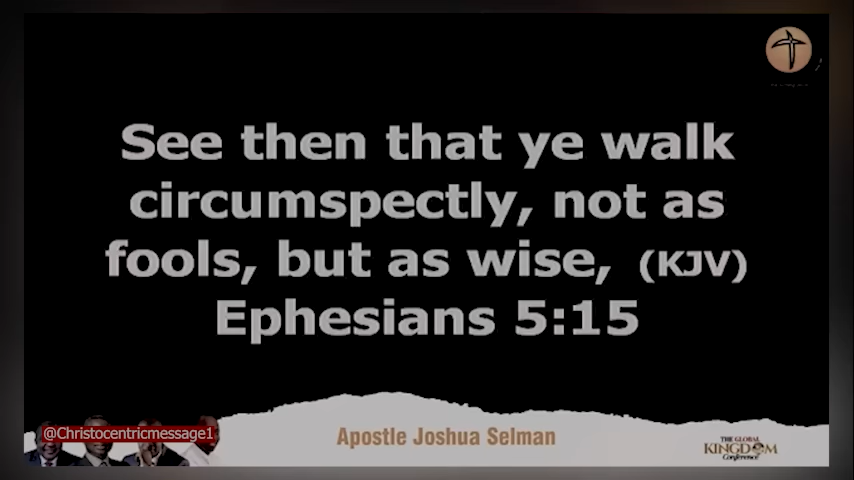 See then that ye walk
circumspectly, not as
fools, but as wise, (KJV)
Ephesians 5:15
@Christocentricmessage1
Apostle Joshua Selman
THE GLOBAL
KINGDOM
Conference